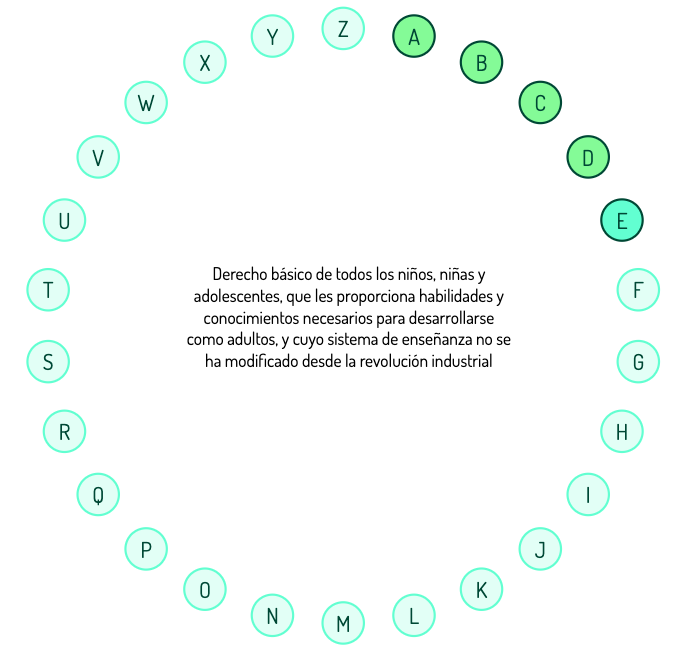 Z
A
B
C
D
E
F
G
H
I
J
K
L
M
N
O
P
Q
R
S
T
U
V
W
X
Y
Derecho básico de todos los niños, niñas y
adolescentes, que les proporciona habilidades y
conocimientos necesarios para desarrollarse
como adultos, y cuyo sistema de enseñanza no se
ha modificado desde la revolución industrial